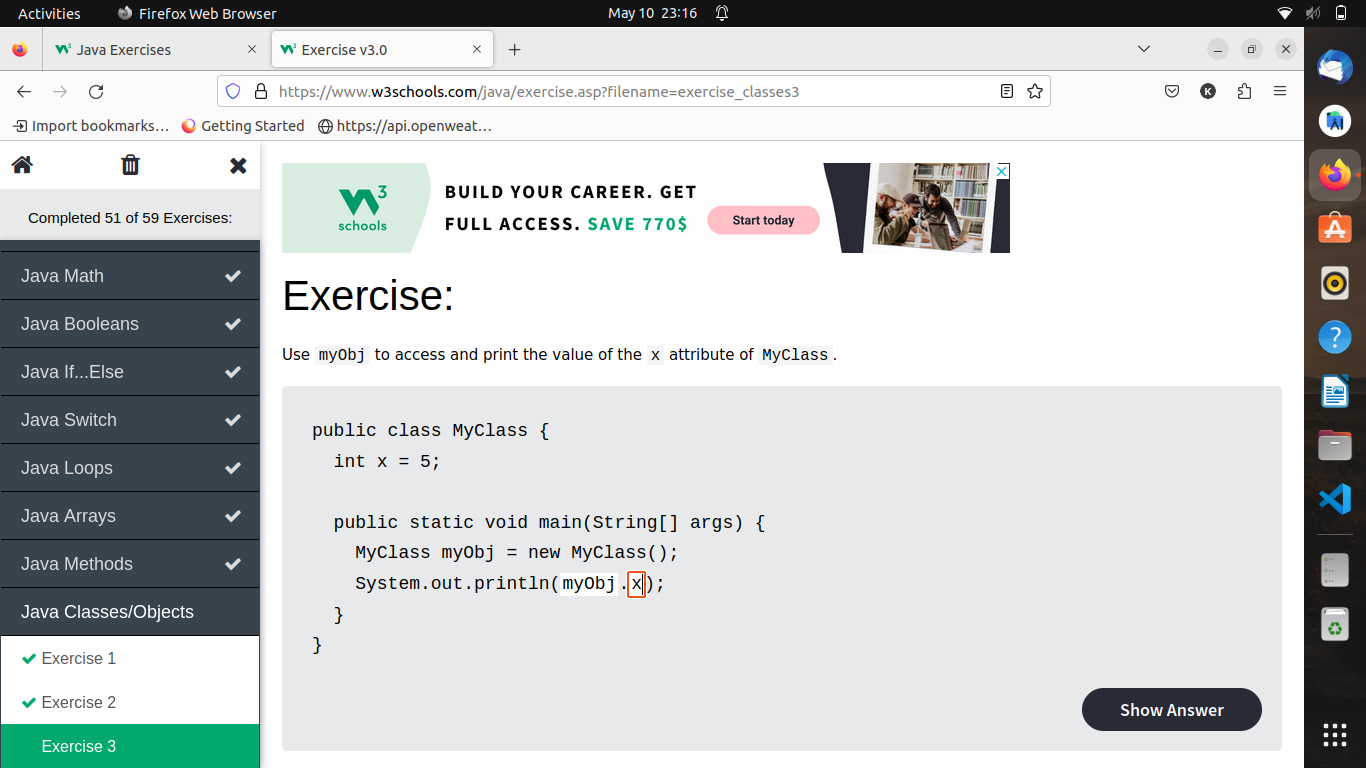 Activities Firefox Web Browser May 10 23:16
Java Exercises Exercise v3.0
https://www.w3schools.com/java/exercise.asp?filename=exercise_classes3 K
Import bookmarks… Getting Started https://api.openweat…
Completed 51 of 59 Exercises:
Java Math
Java Booleans
Java If...Else
Java Switch
Java Loops
Java Arrays
Java Methods
Java Classes/Objects
Exercise 1
Exercise 2
Exercise 3
W3
schools
BUILD YOUR CAREER. GET
FULL ACCESS. SAVE 770$
Start today
Exercise:
Use myObj to access and print the value of the x attribute of MyClass.
public class MyClass {
  int x = 5;
  public static void main(String[] args) {
    MyClass myObj = new MyClass();
    System.out.println(myObj.x);
  }
}
Show Answer